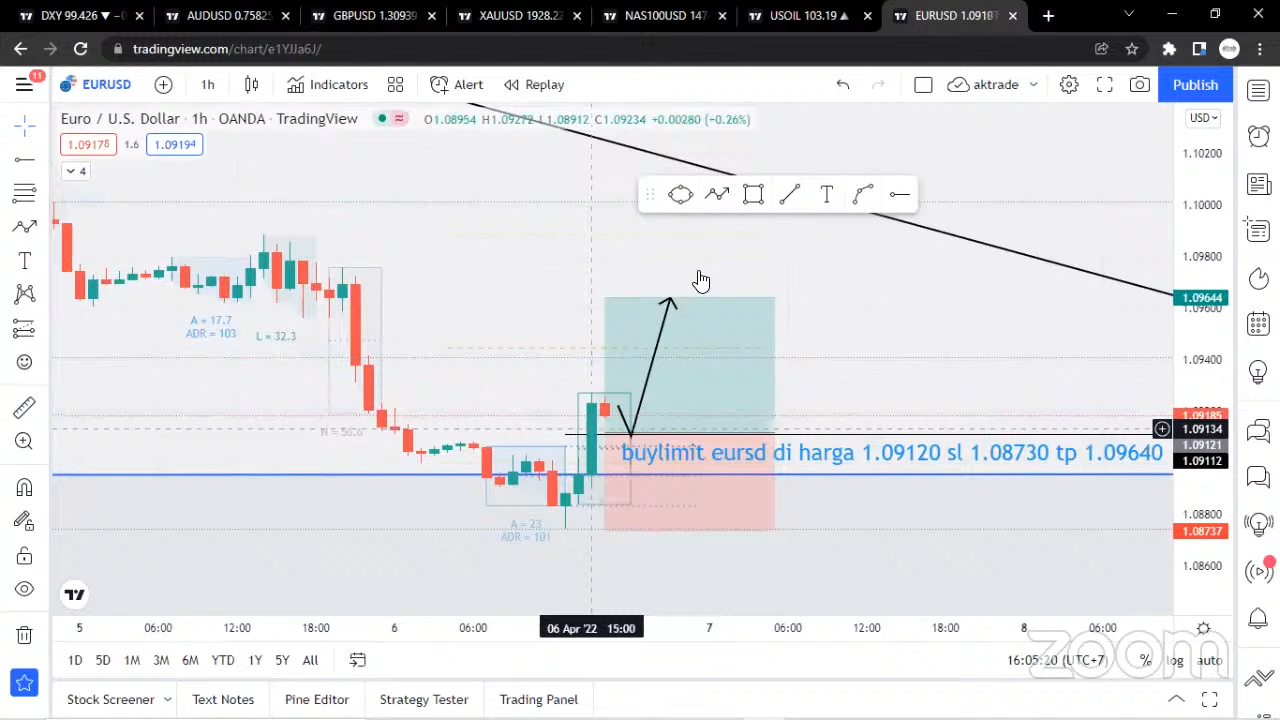 DXY 99.426 ▼ −0
AUDUSD 0.7582
GBPUSD 1.3093
XAUUSD 1928.2
NAS100USD 147
USOIL 103.19 ▲
EURUSD 1.0918
tradingview.com/chart/e1YJJa6J/
11
EURUSD
1h
Indicators
Alert
Replay
aktrade
Publish
Euro / U.S. Dollar · 1h · OANDA · TradingView
O1.08954 H1.09272 L1.08912 C1.09234 +0.00280 (+0.26%)
USD
1.09178
1.6
1.09194
4
1.10200
1.10000
1.09800
1.09644
1.09600
1.09400
1.09185
1.09134
1.09121
1.09112
1.08800
1.08737
1.08600
A = 17.7
ADR = 103
L = 32.3
N = 56.6
A = 23
ADR = 101
buylimit eursd di harga 1.09120 sl 1.08730 tp 1.09640
5
06:00
12:00
18:00
6
06:00
06 Apr '22 15:00
7
06:00
12:00
18:00
8
06:00
1D
5D
1M
3M
6M
YTD
1Y
5Y
All
16:05:20 (UTC+7)
%
log
auto
zoom
Stock Screener
Text Notes
Pine Editor
Strategy Tester
Trading Panel